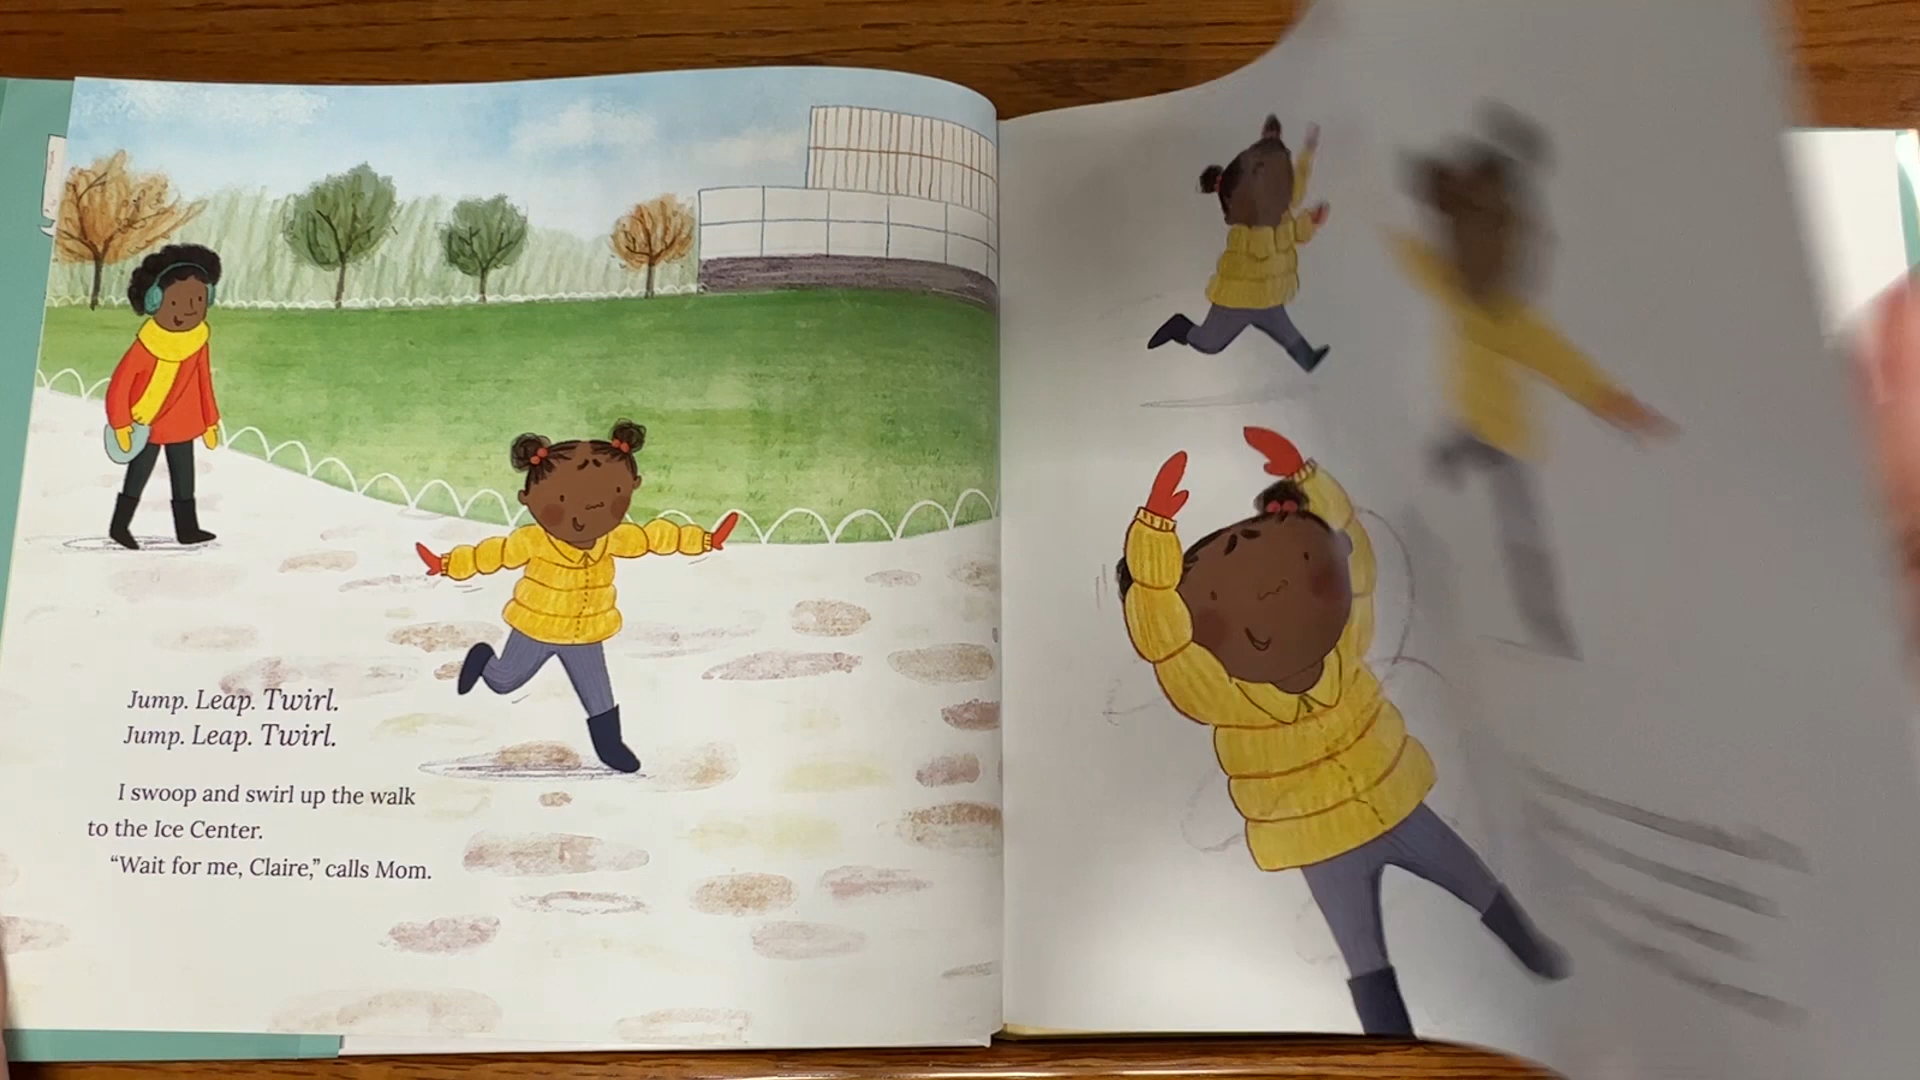 Jump. Leap. Twirl.
Jump. Leap. Twirl.
I swoop and swirl up the walk
to the Ice Center.
“Wait for me, Claire,” calls Mom.